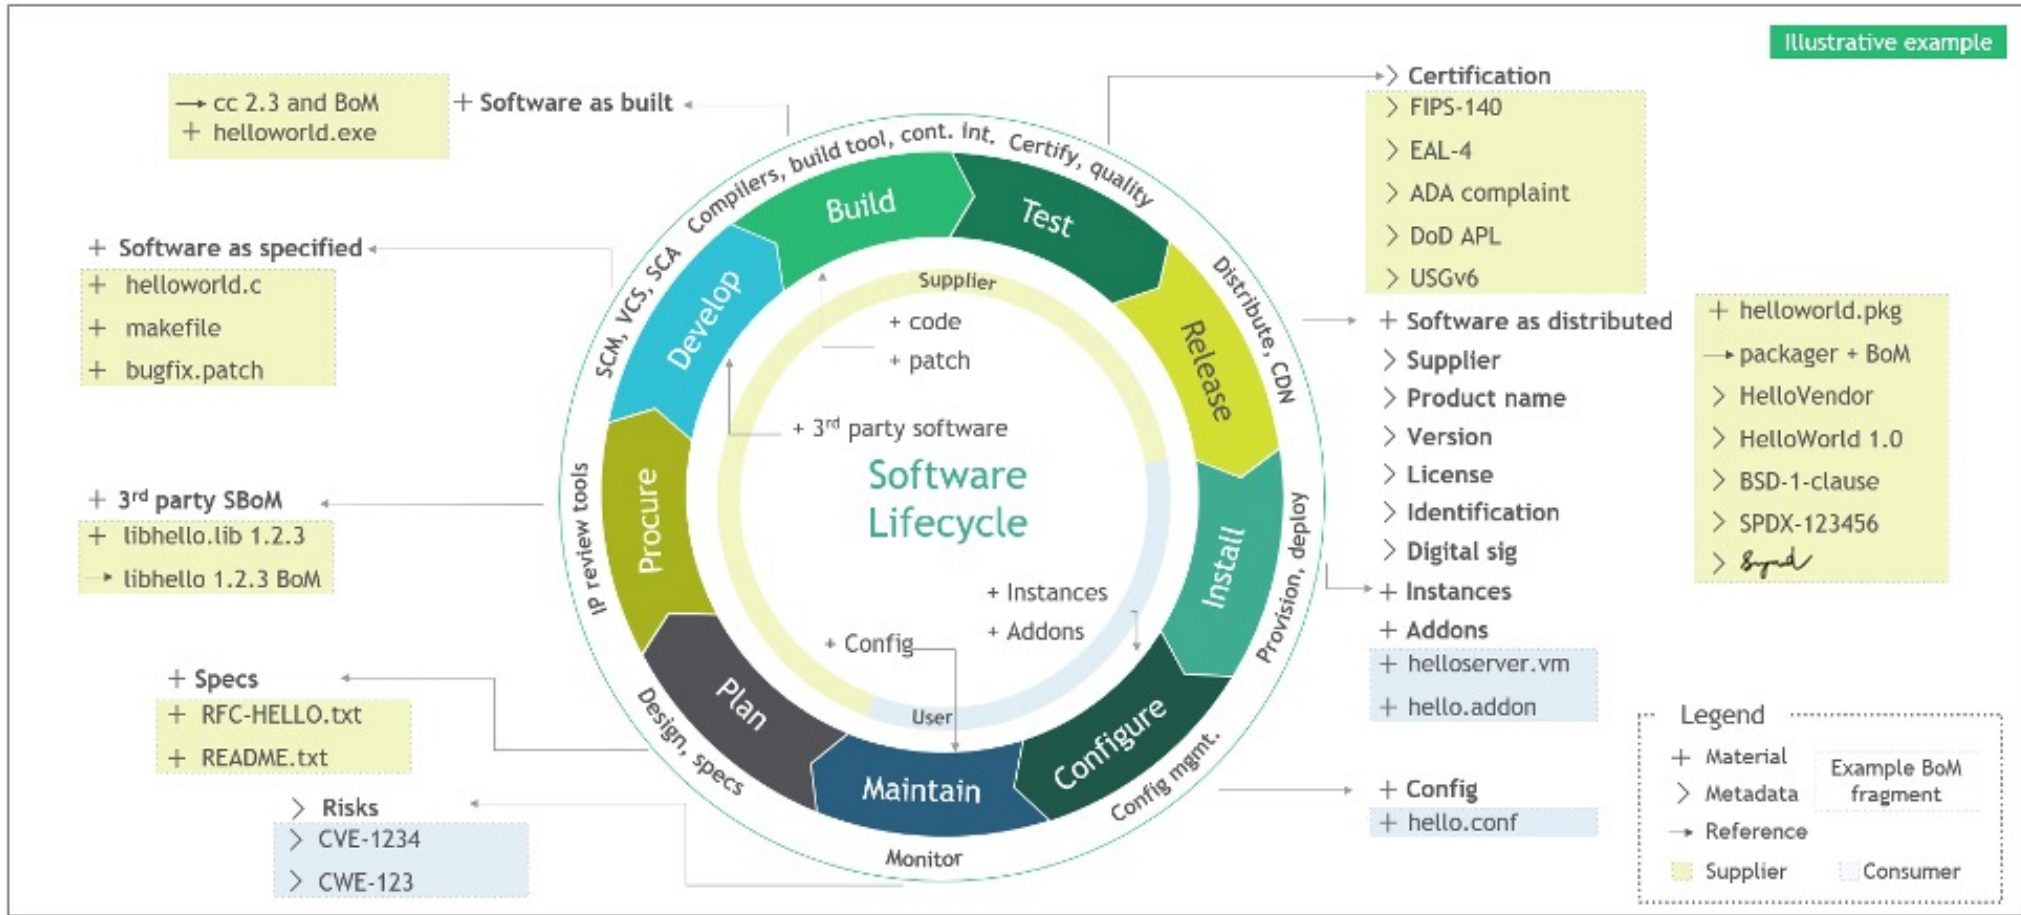 Illustrative example
→ cc 2.3 and BoM
+ helloworld.exe
+ Software as built
+ Software as specified
+ helloworld.c
+ makefile
+ bugfix.patch
+ 3rd party SBoM
+ libhello.lib 1.2.3
→ libhello 1.2.3 BoM
+ Specs
+ RFC-HELLO.txt
+ README.txt
> Risks
> CVE-1234
> CWE-123
Compilers, build tool, cont. int.
Certify, quality
Distribute, CDN
Provision, deploy
Config mgmt.
Monitor
Design, specs
IP review tools
SCM, VCS, SCA
Build
Test
Release
Install
Configure
Maintain
Plan
Procure
Develop
Supplier
+ code
+ patch
+ 3rd party software
Software
Lifecycle
+ Instances
+ Addons
+ Config
User
> Certification
> FIPS-140
> EAL-4
> ADA complaint
> DoD APL
> USGv6
+ Software as distributed
> Supplier
> Product name
> Version
> License
> Identification
> Digital sig
+ Instances
+ Addons
+ helloserver.vm
+ hello.addon
+ Config
+ hello.conf
+ helloworld.pkg
→ packager + BoM
> HelloVendor
> HelloWorld 1.0
> BSD-1-clause
> SPDX-123456
>
Legend
+ Material
> Metadata
→ Reference
Example BoM
fragment
Supplier
Consumer